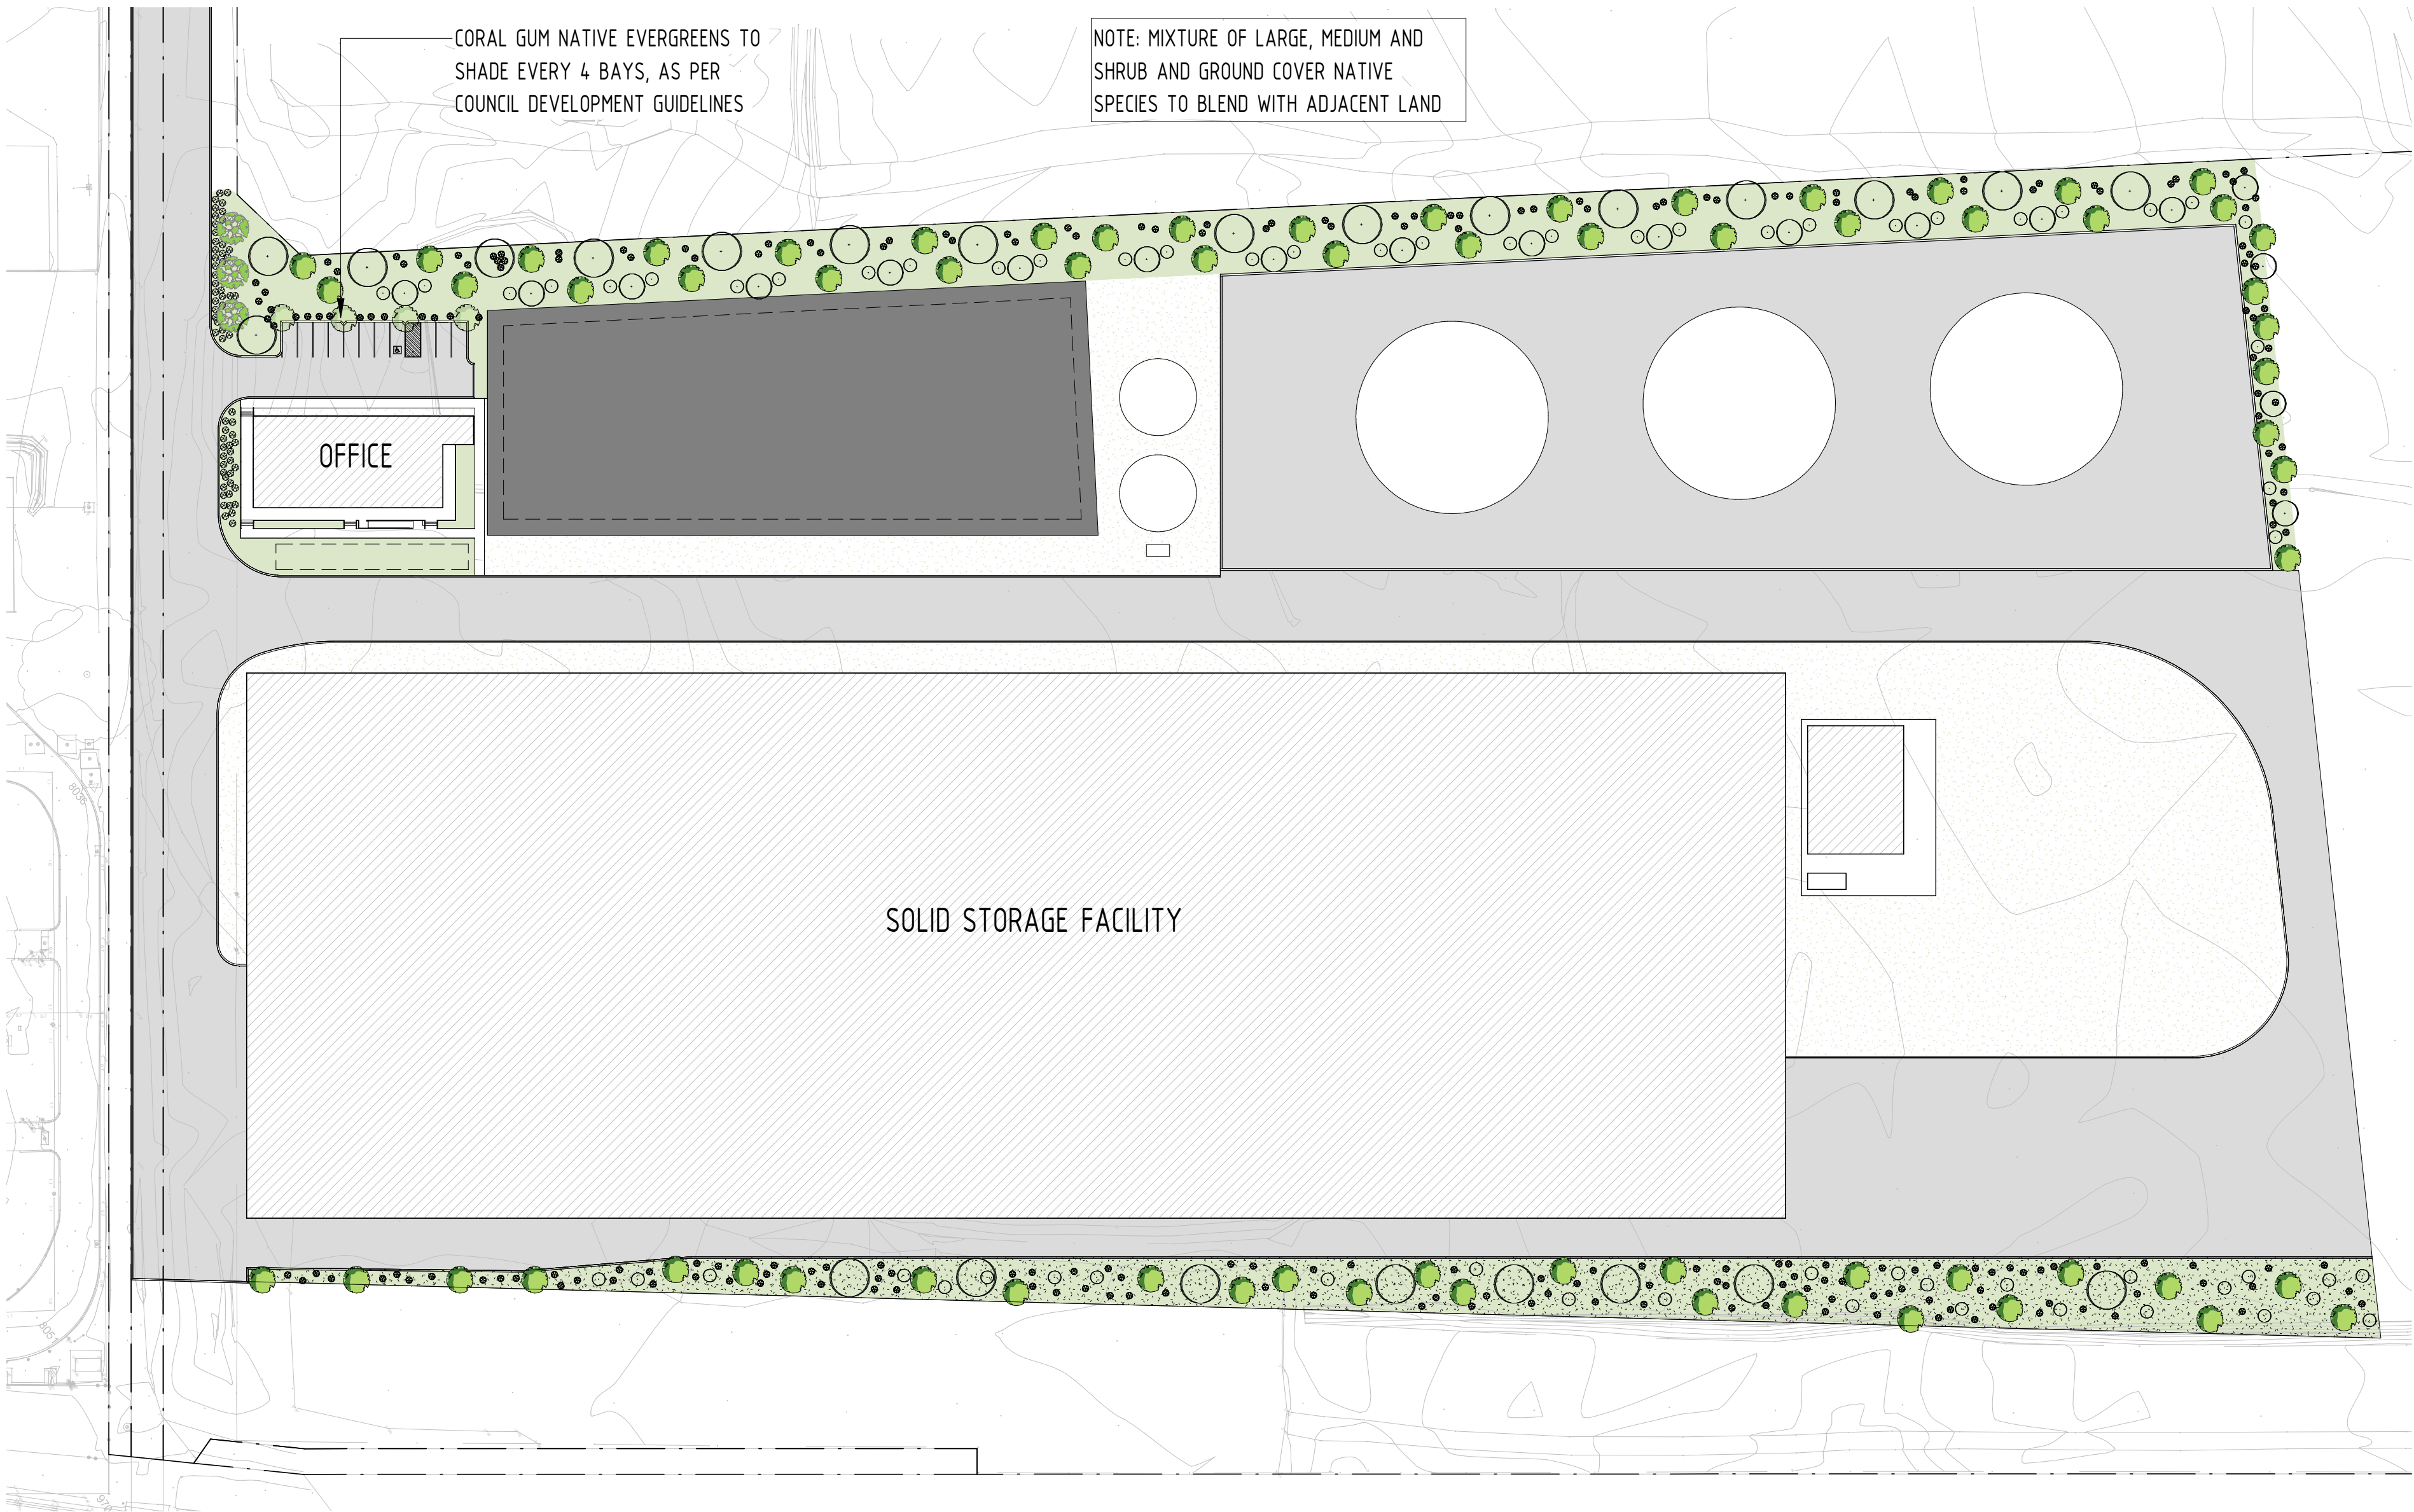 CORAL GUM NATIVE EVERGREENS TO
SHADE EVERY 4 BAYS, AS PER
COUNCIL DEVELOPMENT GUIDELINES
NOTE: MIXTURE OF LARGE, MEDIUM AND
SHRUB AND GROUND COVER NATIVE
SPECIES TO BLEND WITH ADJACENT LAND
OFFICE
8036
SOLID STORAGE FACILITY